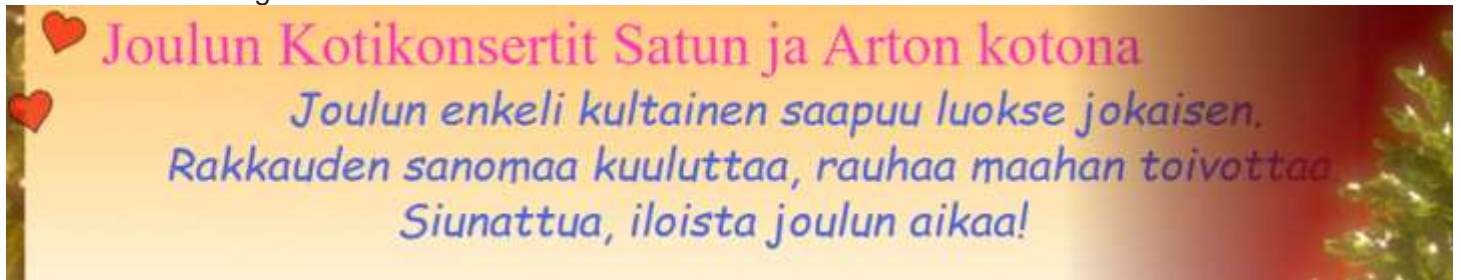 Joulun Kotikonsertit Satun ja Arton kotona
Joulun enkeli kultainen saapuu luokse jokaisen.
Rakkauden sanomaa kuuluttaa, rauhaa maahan toivottaa.
Siunattua, iloista joulun aikaa!